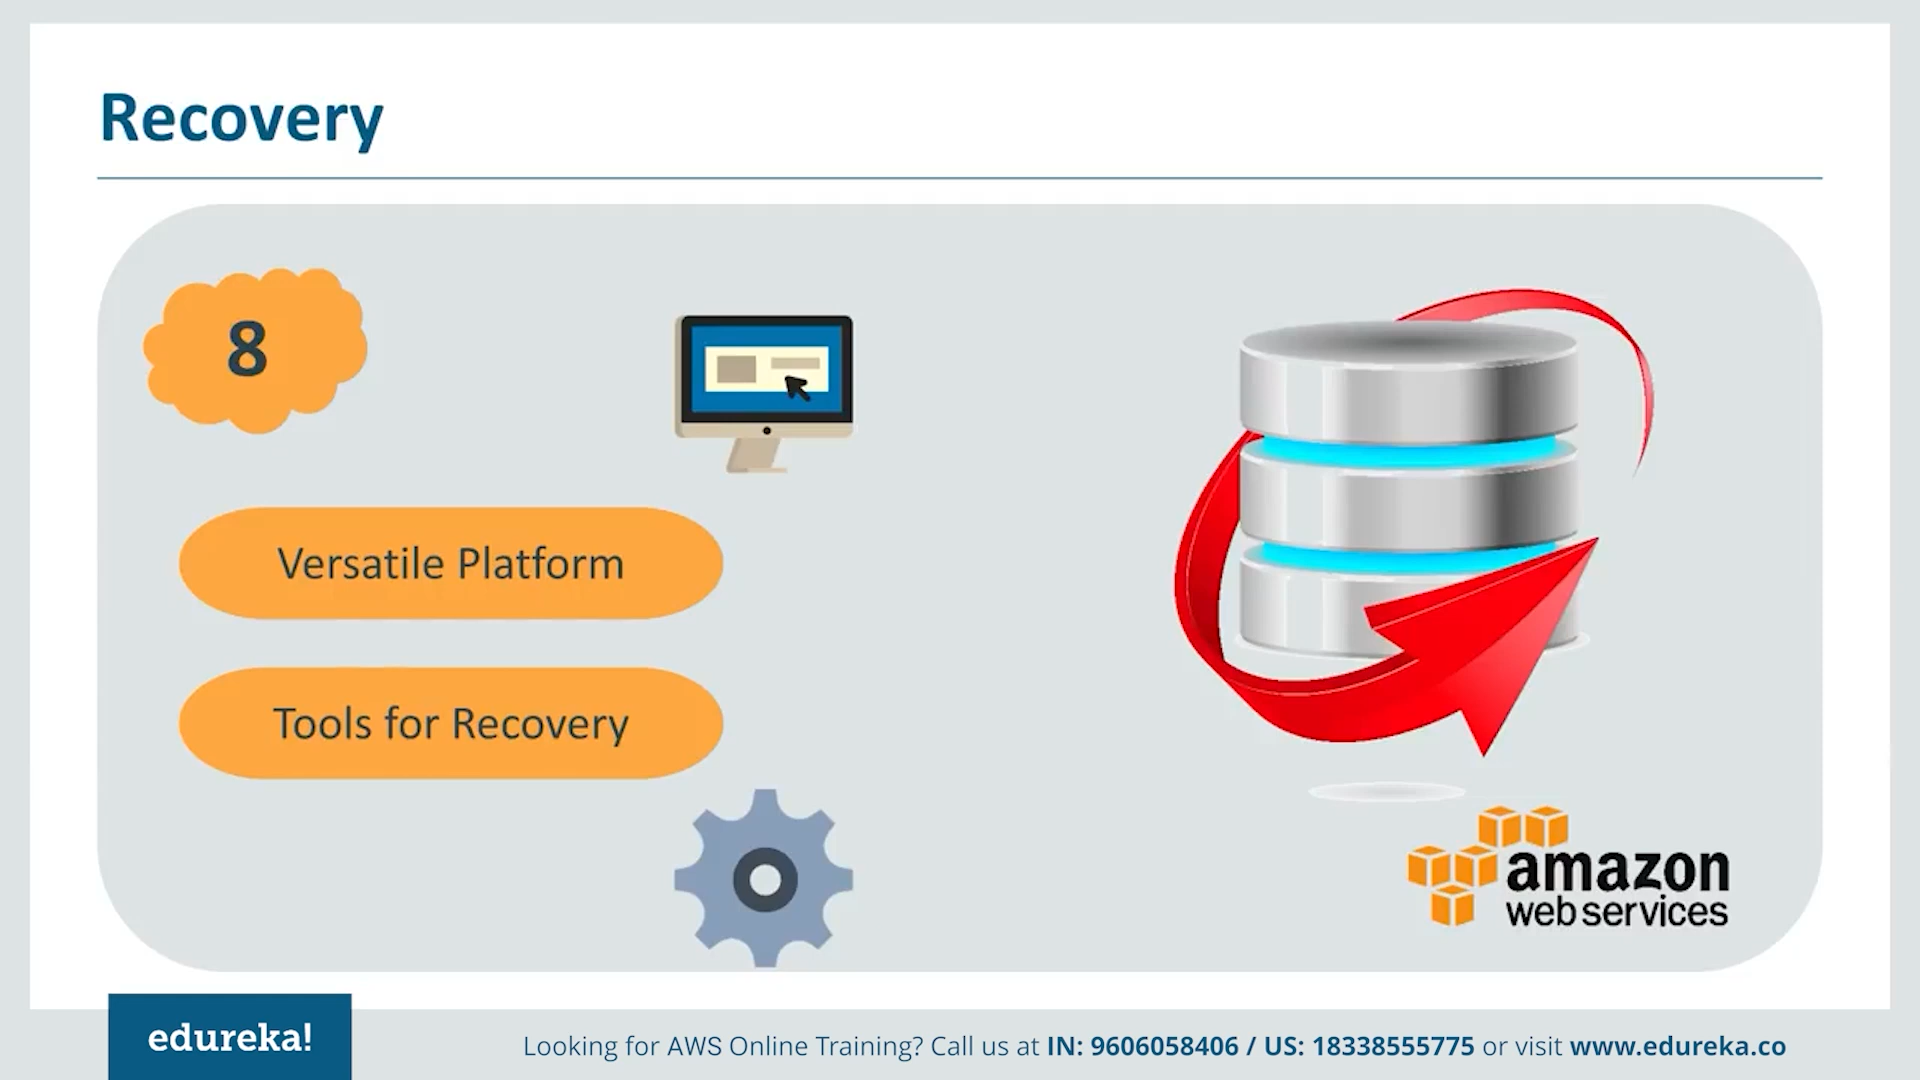 Recovery
8
Versatile Platform
Tools for Recovery
amazon
web services
edureka!
Looking for AWS Online Training? Call us at IN: 9606058406 / US: 18338555775 or visit www.edureka.co